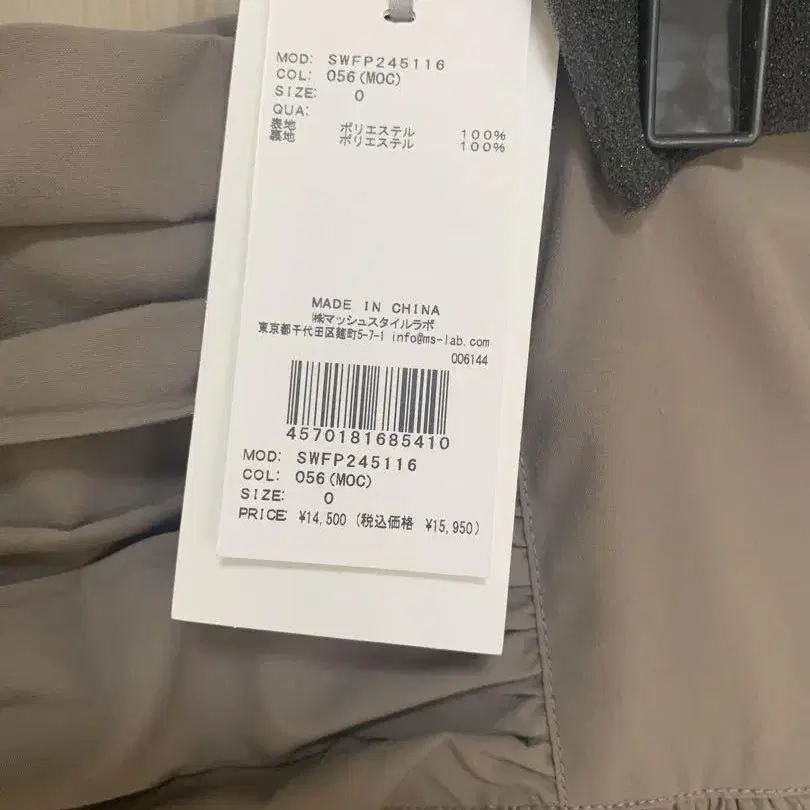 MOD: SWFP245116
COL: 056(MOC)
SIZE: 0
QUA:
表地 ポリエステル 100%
裏地 ポリエステル 100%
MADE IN CHINA
㈱マッシュスタイルラボ
東京都千代田区麹町5-7-1 info@ms-lab.com
006144
4570181685410
MOD: SWFP245116
COL: 056(MOC)
SIZE: 0
PRICE: ¥14,500 (税込価格 ¥15,950)